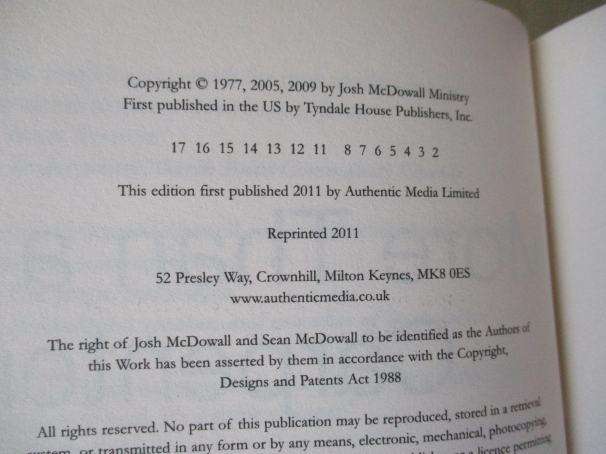 Copyright © 1977, 2005, 2009 by Josh McDowall Ministry
First published in the US by Tyndale House Publishers, Inc.
17 16 15 14 13 12 11 8 7 6 5 4 3 2
This edition first published 2011 by Authentic Media Limited
Reprinted 2011
52 Presley Way, Crownhill, Milton Keynes, MK8 0ES
www.authenticmedia.co.uk
The right of Josh McDowall and Sean McDowall to be identified as the Authors of
this Work has been asserted by them in accordance with the Copyright,
Designs and Patents Act 1988
All rights reserved. No part of this publication may be reproduced, stored in a retrieval
system, or transmitted in any form or by any means, electronic, mechanical, photocopying,
a licence permitting